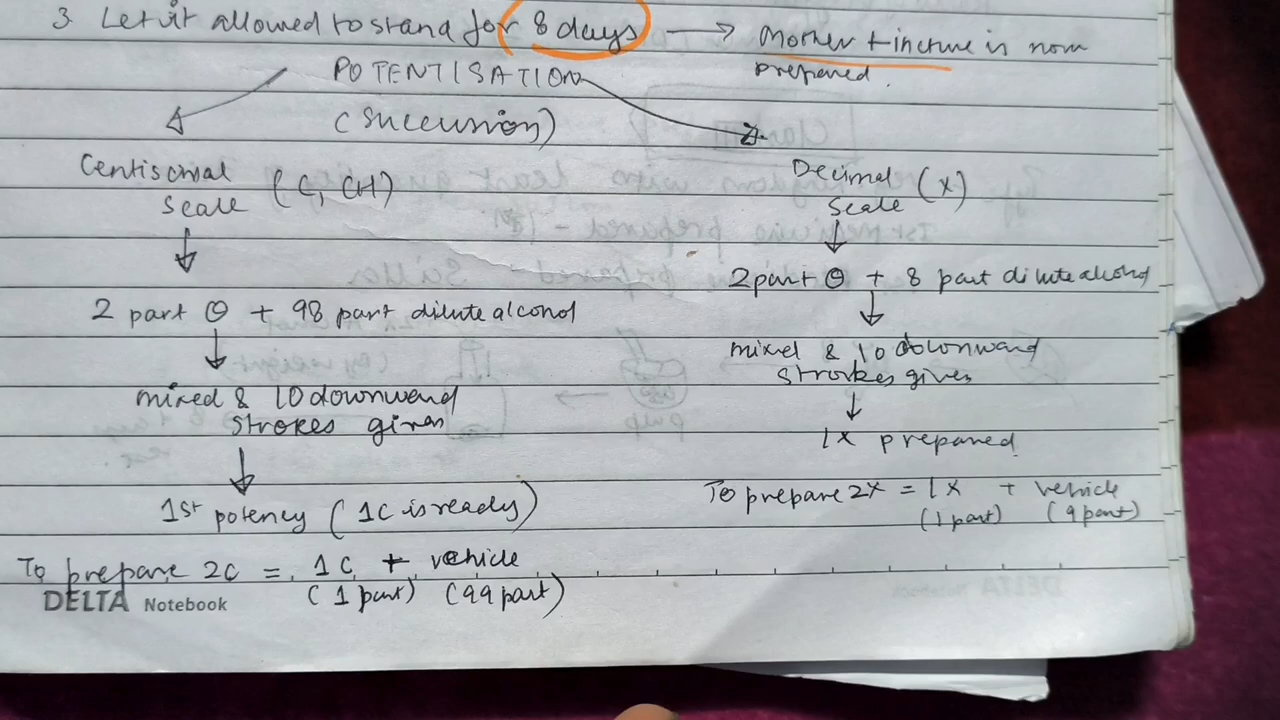 3 Let it allowed to stand for 8 days → Mother tincture is now
prepared.
POTENTISATION
(Succussion)
Centiscimal
Scale (C, CH)
2 part Θ + 98 part dilute alcohol
mixed & 10 downward
strokes given
1st potency (1C is ready)
To prepare 2C = 1C + vehicle
(1 part) (99 part)
Decimal
Scale (X)
2 part Θ + 8 part dilute alcohol
mixed & 10 downward
strokes given
1X prepared
To prepare 2X = 1X + vehicle
(1 part) (9 part)
DELTA Notebook